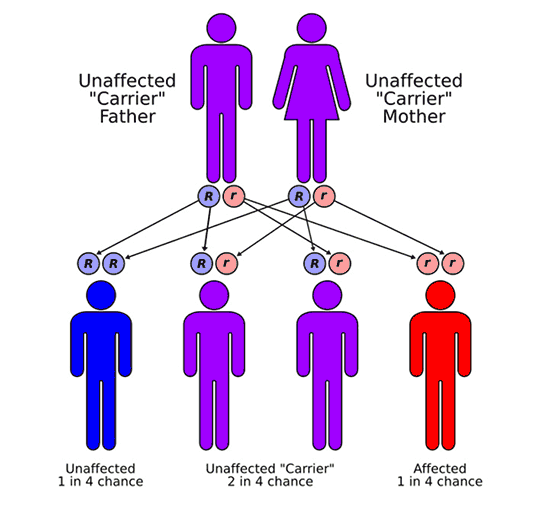 Unaffected
"Carrier"
Father
Unaffected
"Carrier"
Mother
R r R r
R R R r R r r r
Unaffected
1 in 4 chance
Unaffected "Carrier"
2 in 4 chance
Affected
1 in 4 chance